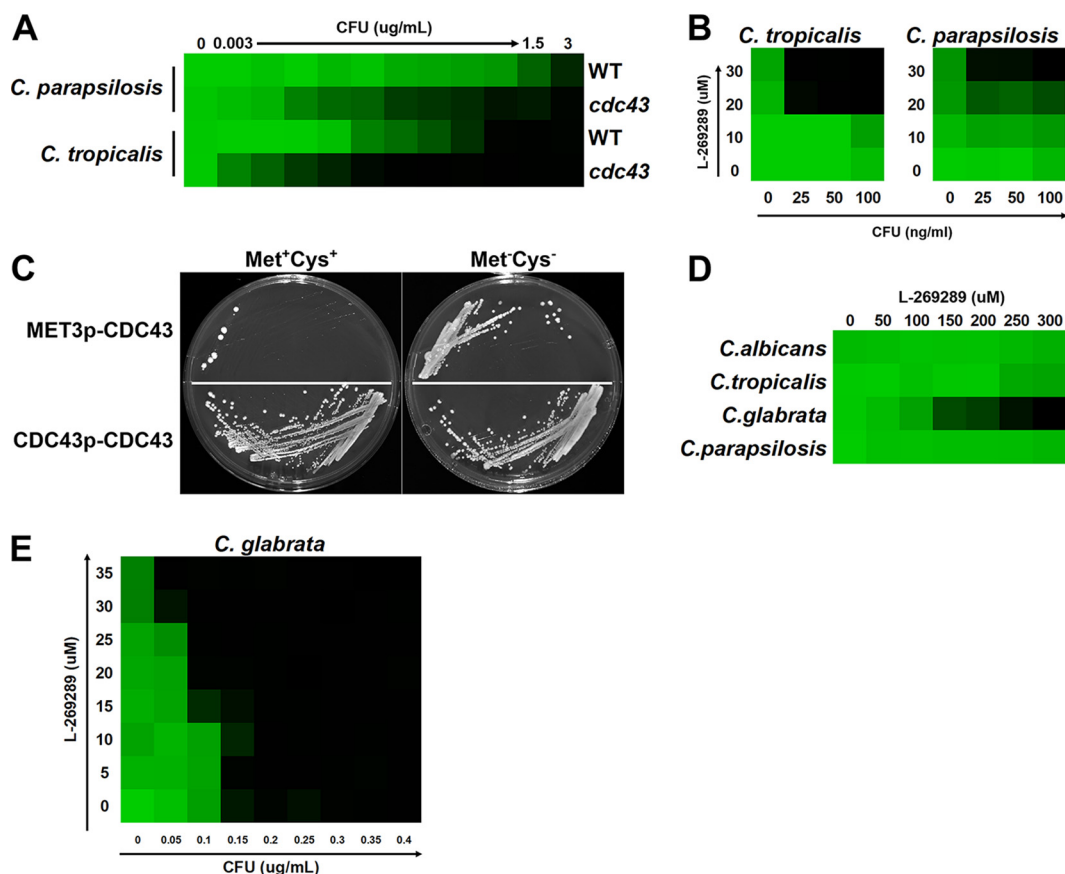 A
CFU (ug/mL)
0 0.003 1.5 3
C. parapsilosis
WT
cdc43
C. tropicalis
WT
cdc43
B
C. tropicalis C. parapsilosis
L-269289 (uM)
30
20
10
0
30
20
10
0
0 25 50 100
0 25 50 100
CFU (ng/ml)
C
Met+Cys+ Met-Cys-
MET3p-CDC43
CDC43p-CDC43
D
L-269289 (uM)
0 50 100 150 200 250 300
C.albicans
C.tropicalis
C.glabrata
C.parapsilosis
E
C. glabrata
L-269289 (uM)
35
30
25
20
15
10
5
0
0 0.05 0.1 0.15 0.2 0.25 0.3 0.35 0.4
CFU (ug/mL)